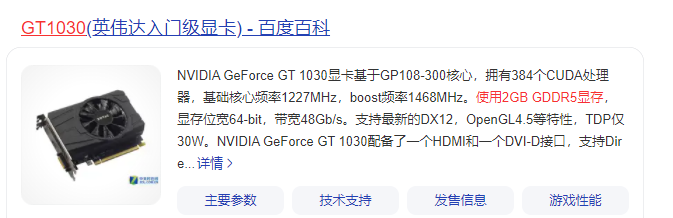 GT1030(英伟达入门级显卡) - 百度百科
NVIDIA GeForce GT 1030显卡基于GP108-300核心，拥有384个CUDA处理
器，基础核心频率1227MHz，boost频率1468MHz。使用2GB GDDR5显存，
显存位宽64-bit，带宽48Gb/s。支持最新的DX12，OpenGL4.5等特性，TDP仅
30W。NVIDIA GeForce GT 1030配备了一个HDMI和一个DVI-D接口，支持Dire
e...详情 >
主要参数
技术支持
发售信息
游戏性能